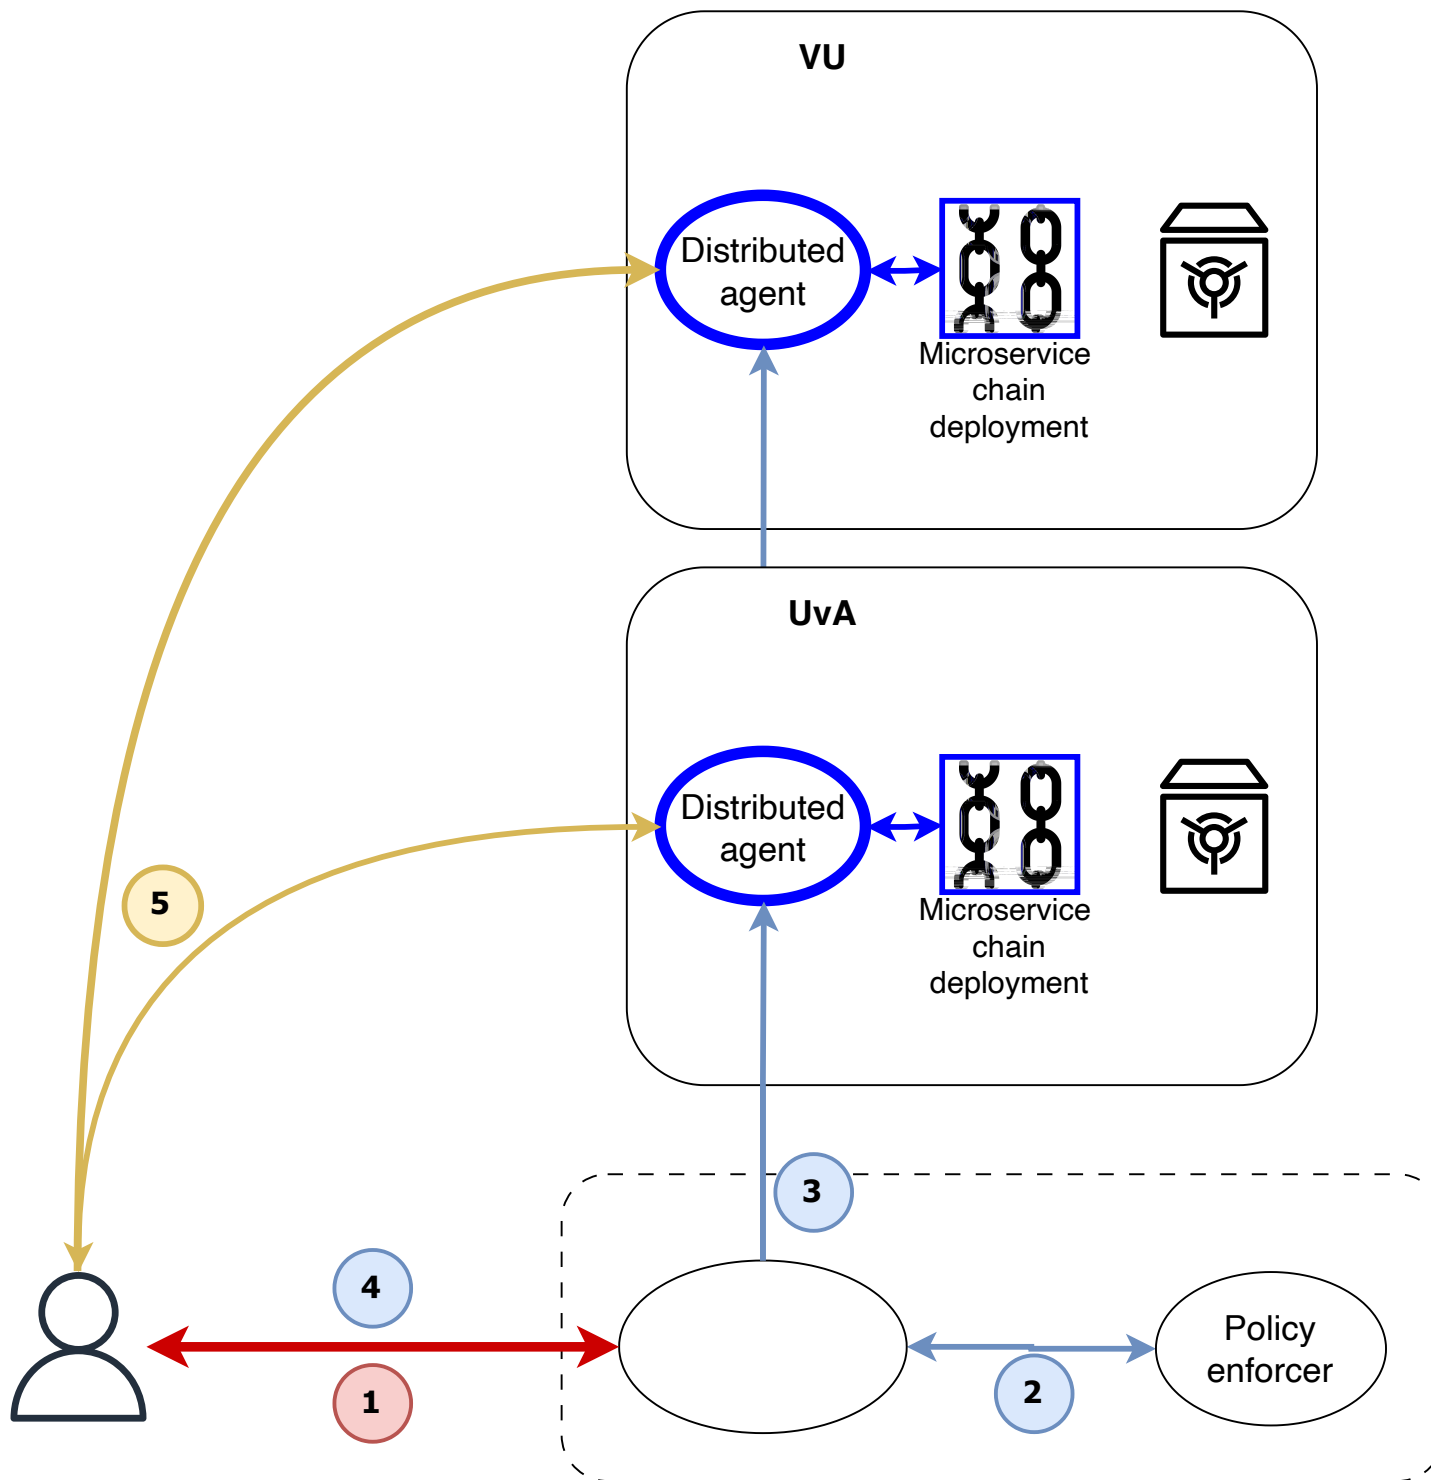 VU
Distributed
agent
Microservice
chain
deployment
UvA
Distributed
agent
Microservice
chain
deployment
5
3
4
1
2
Policy
enforcer